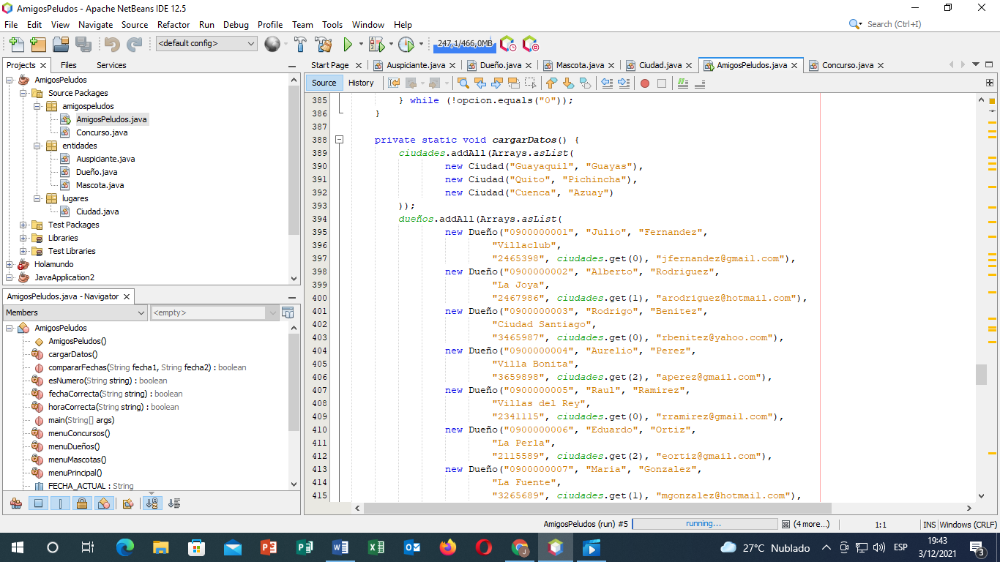 AmigosPeludos - Apache NetBeans IDE 12.5
File Edit View Navigate Source Refactor Run Debug Profile Team Tools Window Help
Search (Ctrl+I)
<default config>
247,1/466,0MB
Projects Files Services
AmigosPeludos
Source Packages
amigospeludos
AmigosPeludos.java
Concurso.java
entidades
Auspiciante.java
Dueño.java
Mascota.java
lugares
Ciudad.java
Test Packages
Libraries
Test Libraries
Holamundo
JavaApplication2
AmigosPeludos.java - Navigator
Members
<empty>
AmigosPeludos
AmigosPeludos()
cargarDatos()
compararFechas(String fecha1, String fecha2) : boolean
esNumero(String string) : boolean
fechaCorrecta(String string) : boolean
horaCorrecta(String string) : boolean
main(String[] args)
menuConcursos()
menuDueños()
menuMascotas()
menuPrincipal()
FECHA_ACTUAL : String
Start Page Auspiciante.java Dueño.java Mascota.java Ciudad.java AmigosPeludos.java Concurso.java
Source History
385 } while (!opcion.equals("0"));
386 }
387
388 private static void cargarDatos() {
389 ciudades.addAll(Arrays.asList(
390 new Ciudad("Guayaquil", "Guayas"),
391 new Ciudad("Quito", "Pichincha"),
392 new Ciudad("Cuenca", "Azuay")
393 ));
394 dueños.addAll(Arrays.asList(
395 new Dueño("0900000001", "Julio", "Fernandez",
396 "Villaclub",
397 "2465398", ciudades.get(0), "jfernandez@gmail.com"),
398 new Dueño("0900000002", "Alberto", "Rodriguez",
399 "La Joya",
400 "2467986", ciudades.get(1), "arodriguez@hotmail.com"),
401 new Dueño("0900000003", "Rodrigo", "Benitez",
402 "Ciudad Santiago",
403 "3465987", ciudades.get(0), "rbenitez@yahoo.com"),
404 new Dueño("0900000004", "Aurelio", "Perez",
405 "Villa Bonita",
406 "3659898", ciudades.get(2), "aperez@gmail.com"),
407 new Dueño("0900000005", "Raul", "Ramirez",
408 "Villas del Rey",
409 "2341115", ciudades.get(0), "rramirez@gmail.com"),
410 new Dueño("0900000006", "Eduardo", "Ortiz",
411 "La Perla",
412 "2115589", ciudades.get(2), "eortiz@gmail.com"),
413 new Dueño("0900000007", "Maria", "Gonzalez",
414 "La Fuente",
415 "3265689", ciudades.get(1), "mgonzalez@hotmail.com"),
AmigosPeludos (run) #5 running... (4 more...) 1:1 INS Windows (CRLF)
27°C Nublado ESP
19:43
3/12/2021
3